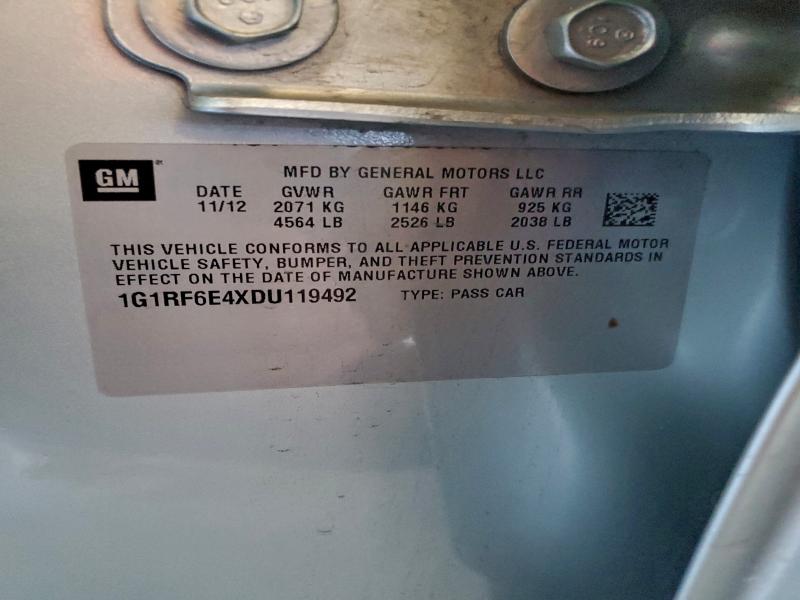 GM
MFD BY GENERAL MOTORS LLC
DATE GVWR GAWR FRT GAWR RR
11/12 2071 KG 1146 KG 925 KG
4564 LB 2526 LB 2038 LB
THIS VEHICLE CONFORMS TO ALL APPLICABLE U.S. FEDERAL MOTOR
VEHICLE SAFETY, BUMPER, AND THEFT PREVENTION STANDARDS IN
EFFECT ON THE DATE OF MANUFACTURE SHOWN ABOVE.
1G1RF6E4XDU119492 TYPE: PASS CAR